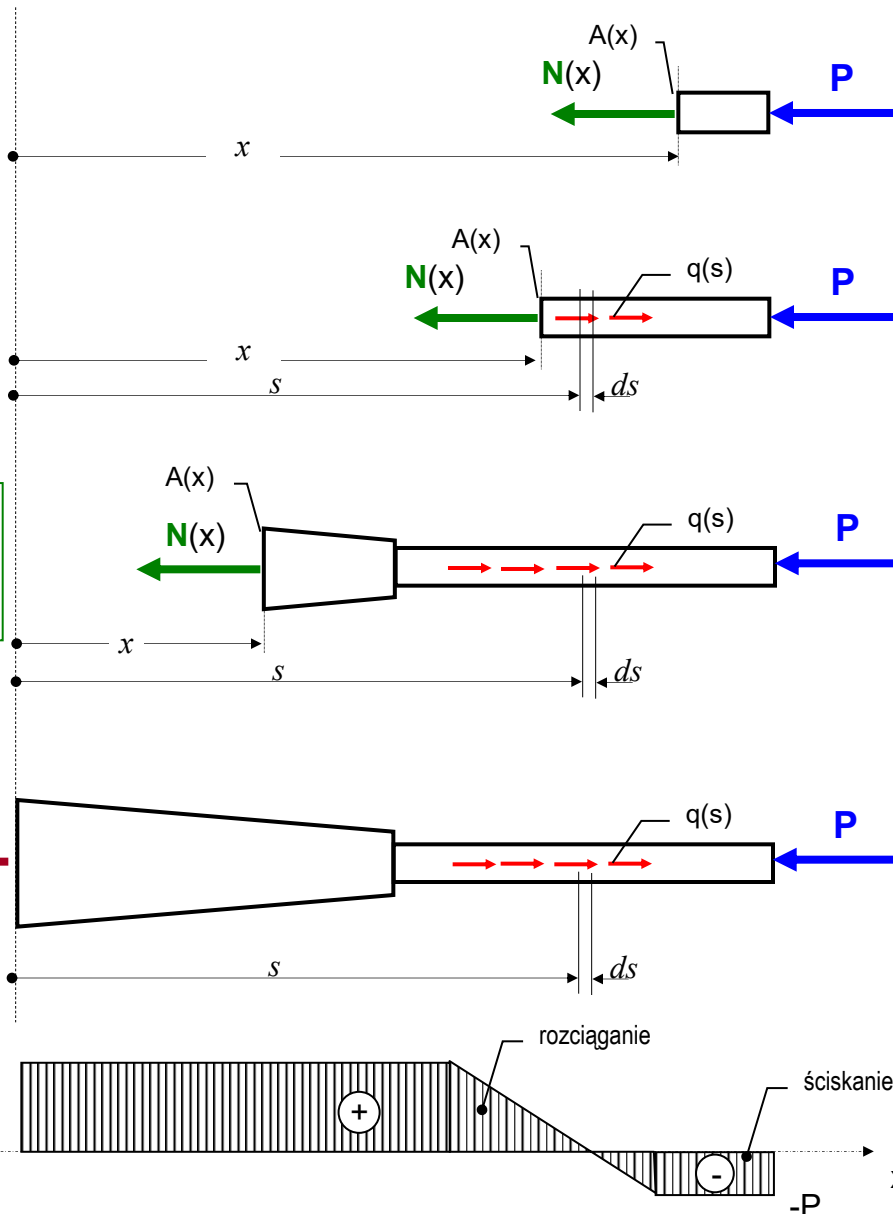 A(x)
N(x)
P
x
A(x)
q(s)
N(x)
P
x
s
ds
A(x)
q(s)
N(x)
P
x
s
ds
q(s)
P
s
ds
rozciąganie
ściskanie
+
-
-P